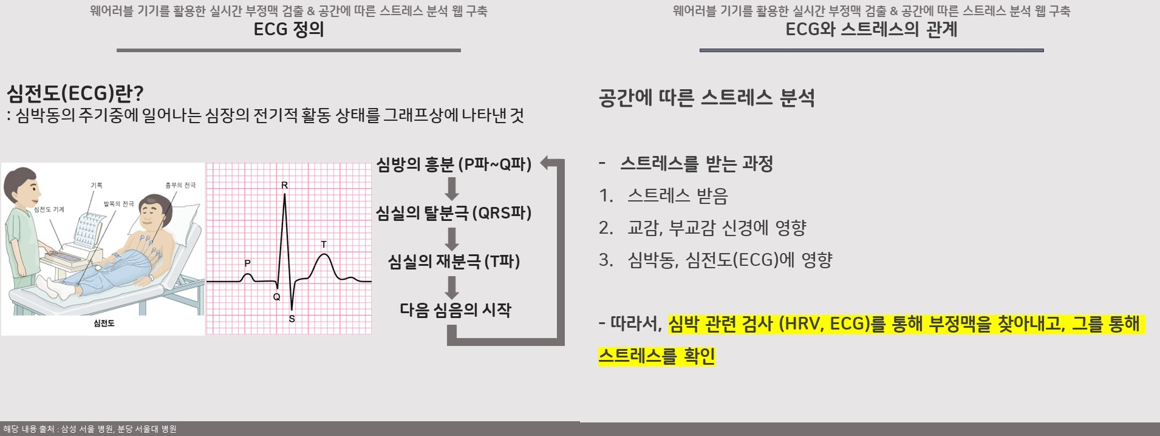 웨어러블 기기를 활용한 실시간 부정맥 검출 & 공간에 따른 스트레스 분석 웹 구축
ECG 정의
심전도(ECG)란?
: 심박동의 주기중에 일어나는 심장의 전기적 활동 상태를 그래프상에 나타낸 것
기록
흉부의 전극
심전도 기계
발목의 전극
심전도
P
Q
R
S
T
심방의 흥분 (P파~Q파)
심실의 탈분극 (QRS파)
심실의 재분극 (T파)
다음 심음의 시작
해당 내용 출처 : 삼성 서울 병원, 분당 서울대 병원
웨어러블 기기를 활용한 실시간 부정맥 검출 & 공간에 따른 스트레스 분석 웹 구축
ECG와 스트레스의 관계
공간에 따른 스트레스 분석
- 스트레스를 받는 과정
1. 스트레스 받음
2. 교감, 부교감 신경에 영향
3. 심박동, 심전도(ECG)에 영향
- 따라서, 심박 관련 검사 (HRV, ECG)를 통해 부정맥을 찾아내고, 그를 통해
스트레스를 확인